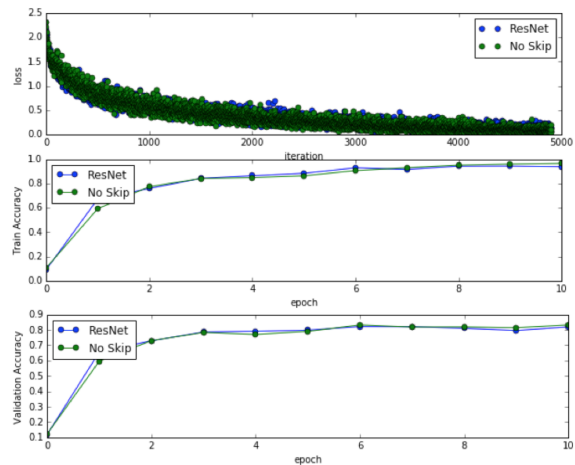 2.5
2.0
1.5
1.0
0.5
0.0
loss
ResNet
No Skip
0 1000 2000 3000 4000 5000
iteration
1.0
0.8
0.6
0.4
0.2
0.0
Train Accuracy
ResNet
No Skip
0 2 4 6 8 10
epoch
0.9
0.8
0.7
0.6
0.5
0.4
0.3
0.2
0.1
Validation Accuracy
ResNet
No Skip
0 2 4 6 8 10
epoch